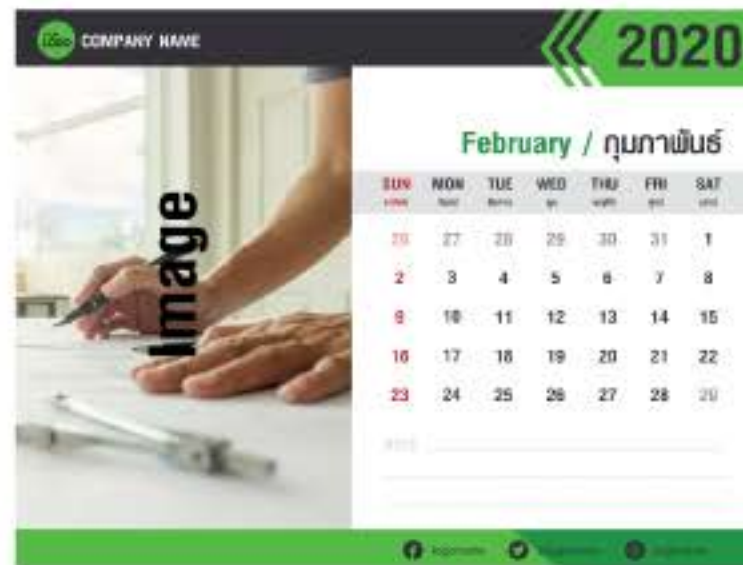 COMPANY NAME
2020
February / กุมภาพันธ์
Image
SUN MON TUE WED THU FRI SAT
26 27 28 29 30 31 1
2 3 4 5 6 7 8
9 10 11 12 13 14 15
16 17 18 19 20 21 22
23 24 25 26 27 28 29